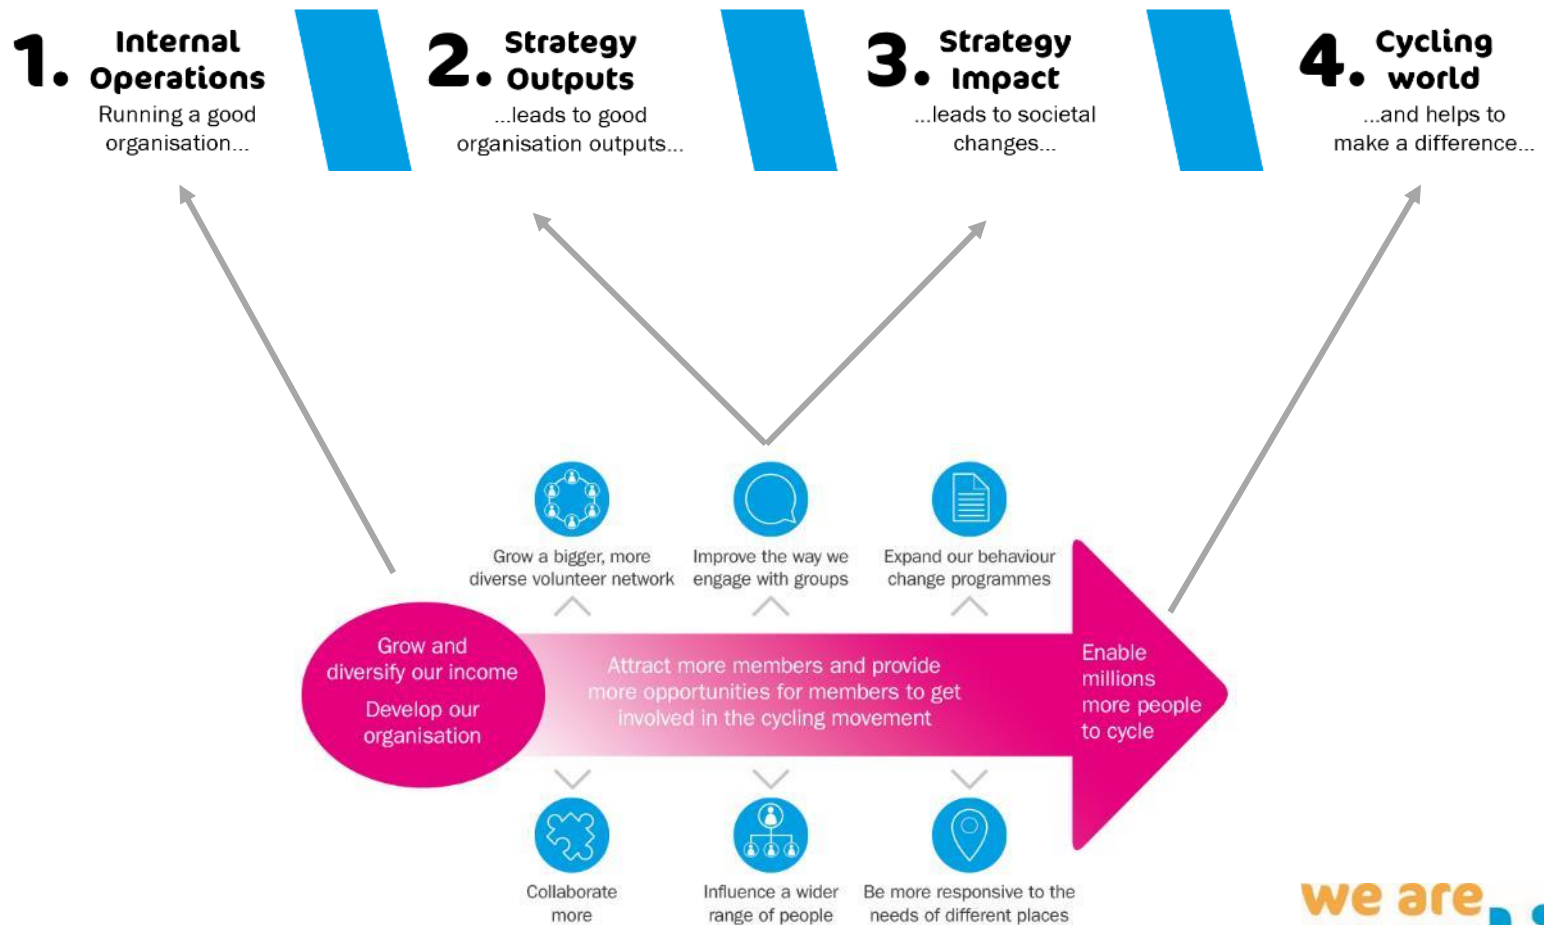 1. Internal
Operations
Running a good
organisation...
2. Strategy
Outputs
...leads to good
organisation outputs...
3. Strategy
Impact
...leads to societal
changes...
4. Cycling
world
...and helps to
make a difference...
Grow a bigger, more
diverse volunteer network
Improve the way we
engage with groups
Expand our behaviour
change programmes
Grow and
diversify our income
Develop our
organisation
Attract more members and provide
more opportunities for members to get
involved in the cycling movement
Enable
millions
more people
to cycle
Collaborate
more
Influence a wider
range of people
Be more responsive to the
needs of different places
we are